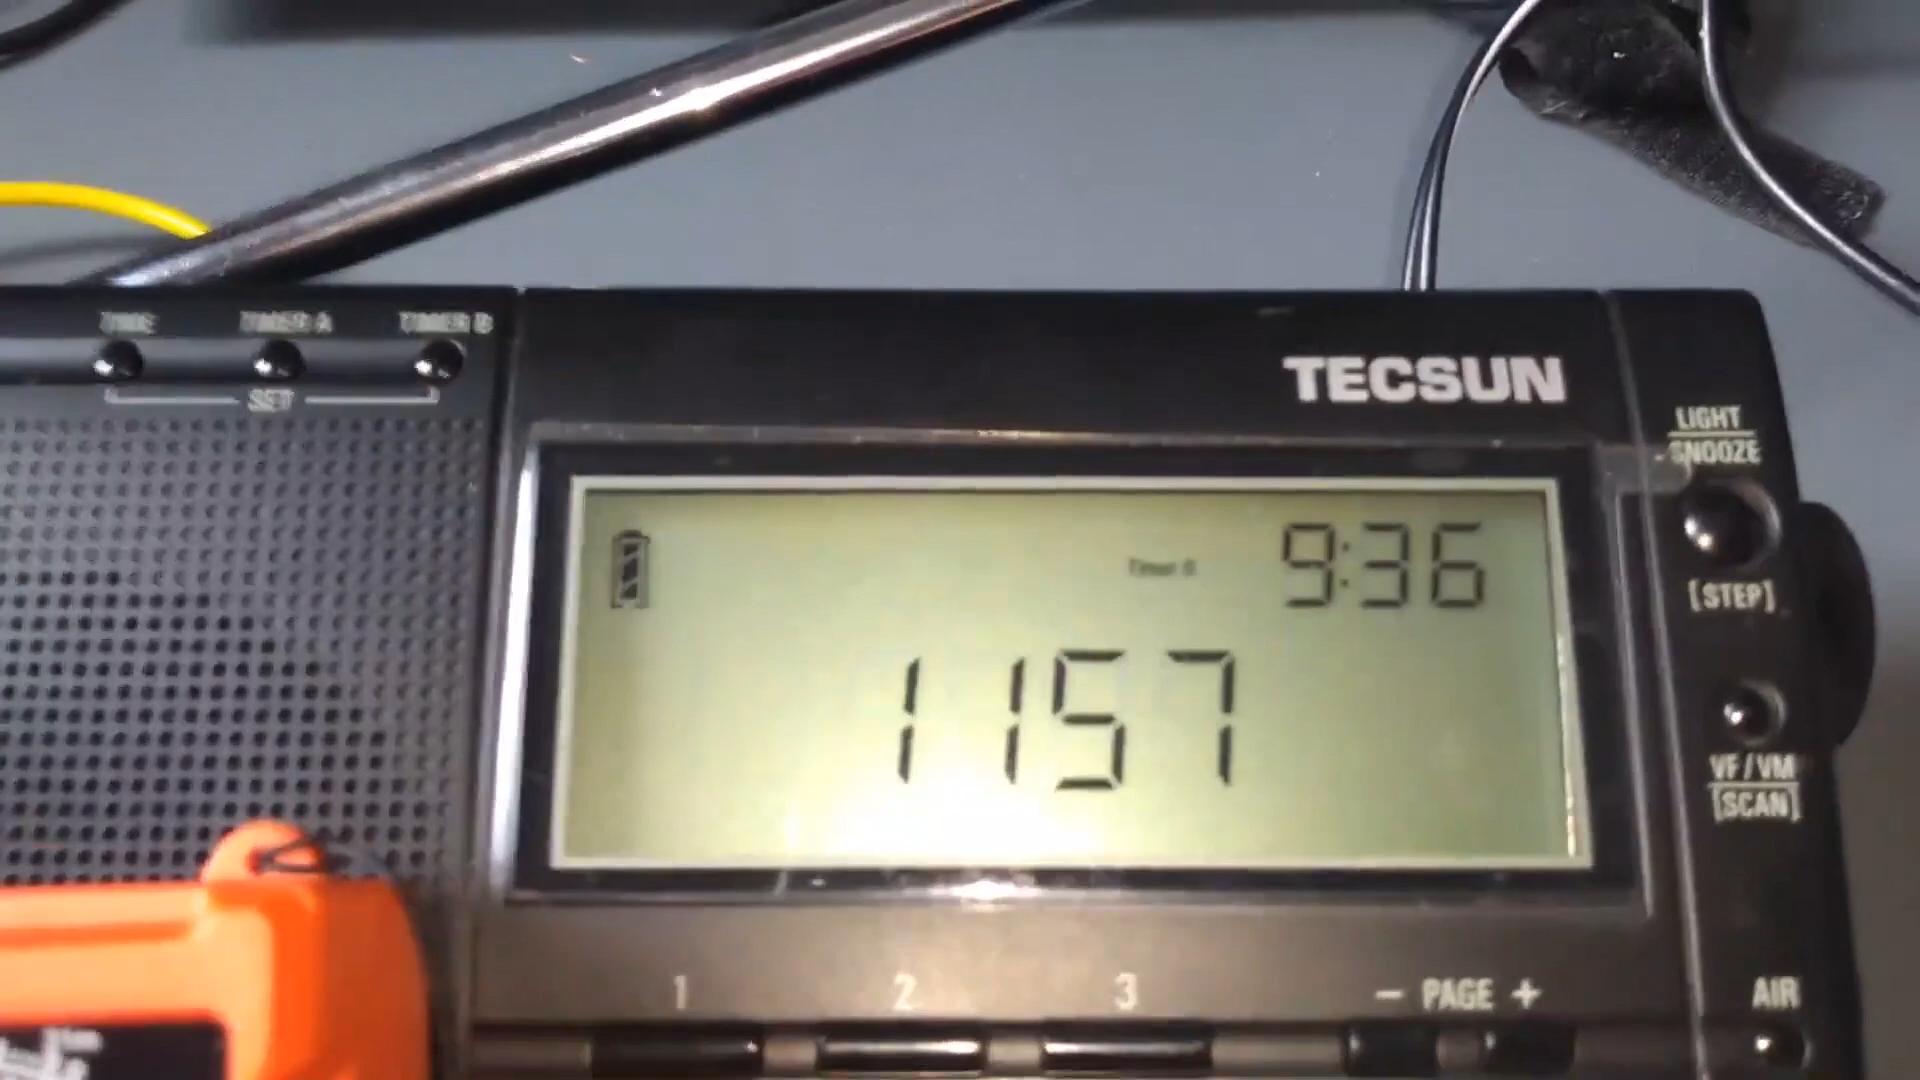 TIME TIMER A TIMER B
SET
TECSUN
LIGHT
SNOOZE
[STEP]
9:36
1157
VF/VM
[SCAN]
1 2 3 - PAGE +
AIR